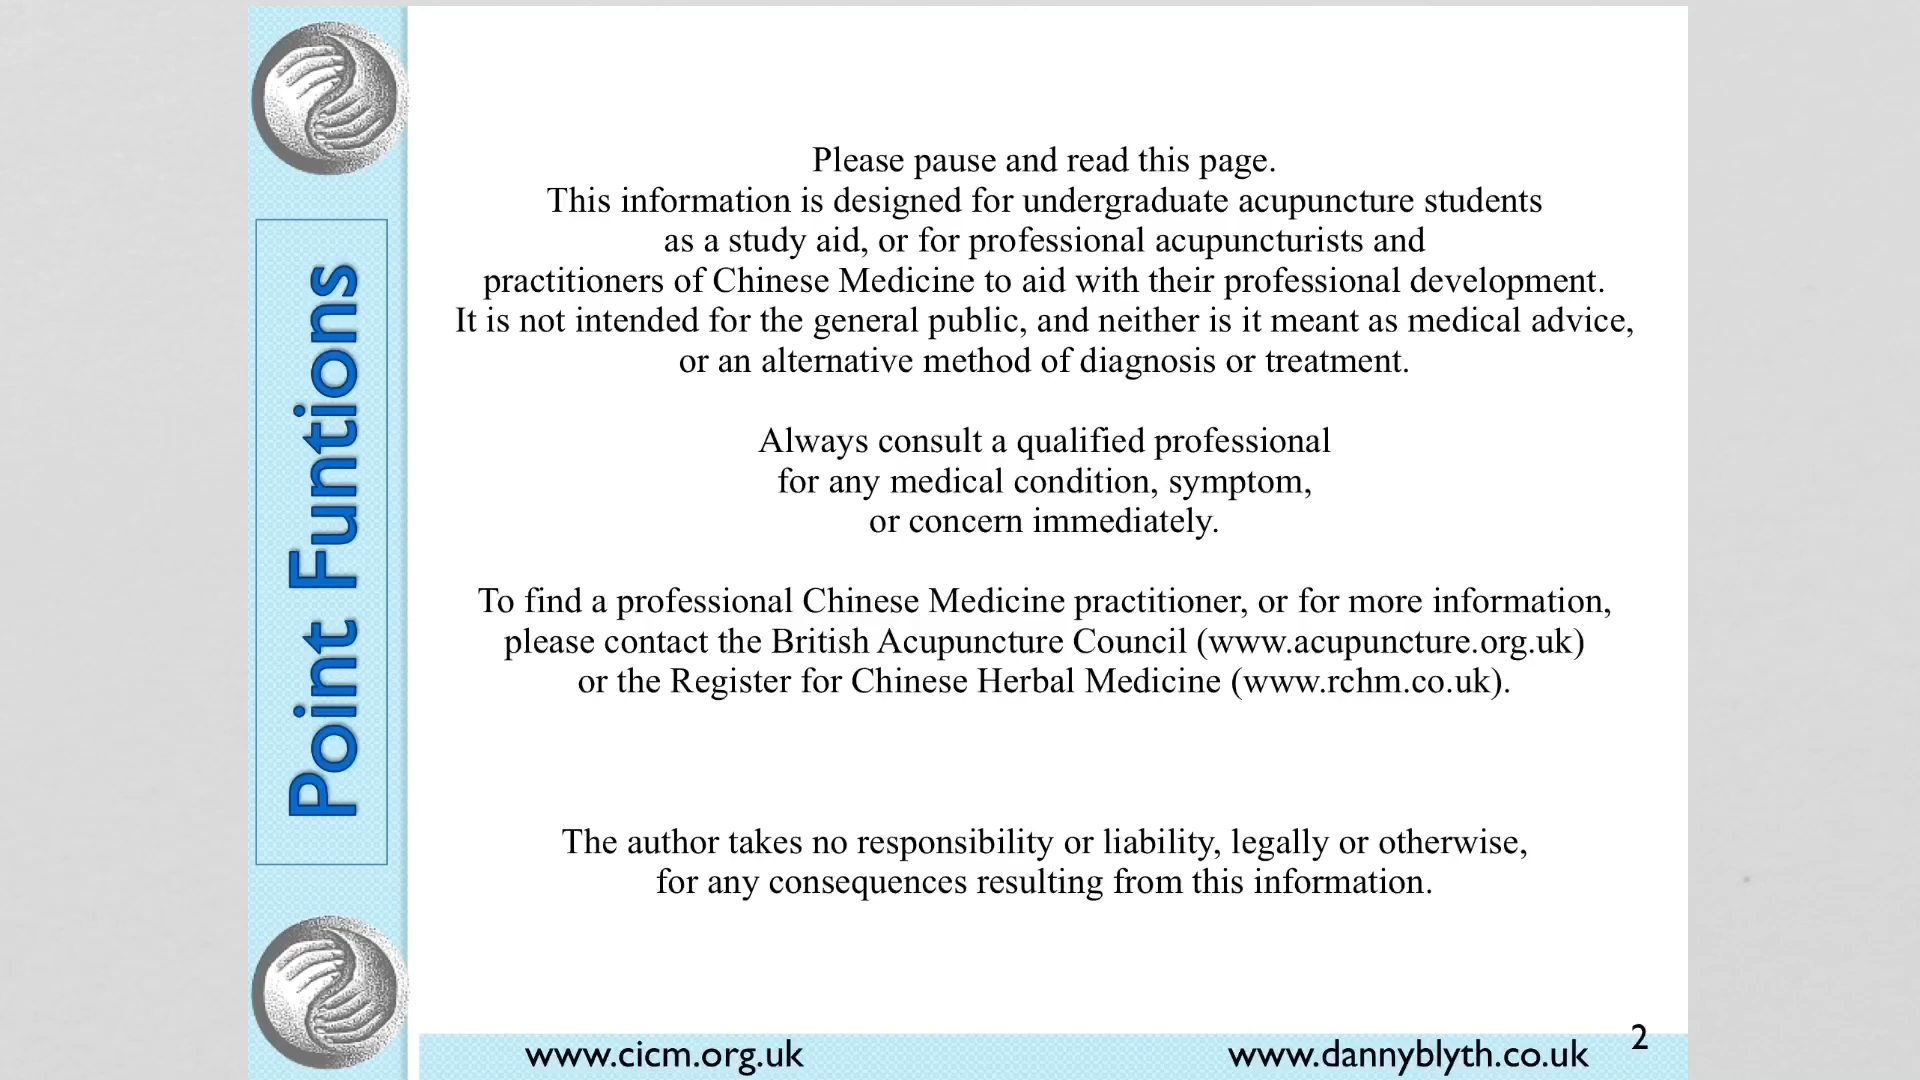 Point Funtions
Please pause and read this page.
This information is designed for undergraduate acupuncture students
as a study aid, or for professional acupuncturists and
practitioners of Chinese Medicine to aid with their professional development.
It is not intended for the general public, and neither is it meant as medical advice,
or an alternative method of diagnosis or treatment.
Always consult a qualified professional
for any medical condition, symptom,
or concern immediately.
To find a professional Chinese Medicine practitioner, or for more information,
please contact the British Acupuncture Council (www.acupuncture.org.uk)
or the Register for Chinese Herbal Medicine (www.rchm.co.uk).
The author takes no responsibility or liability, legally or otherwise,
for any consequences resulting from this information.
www.cicm.org.uk
www.dannyblyth.co.uk
2